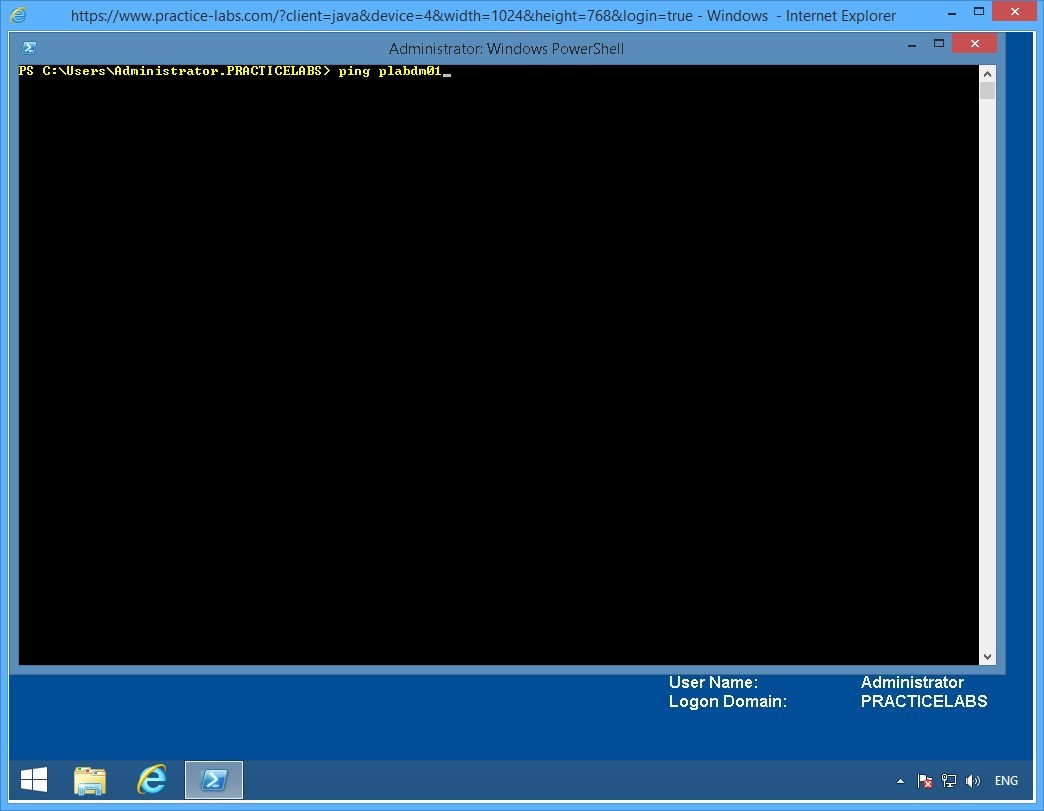 https://www.practice-labs.com/?client=java&device=4&width=1024&height=768&login=true - Windows - Internet Explorer
Administrator: Windows PowerShell
PS C:\Users\Administrator.PRACTICELABS> ping plabdm01
User Name: Administrator
Logon Domain: PRACTICELABS
ENG